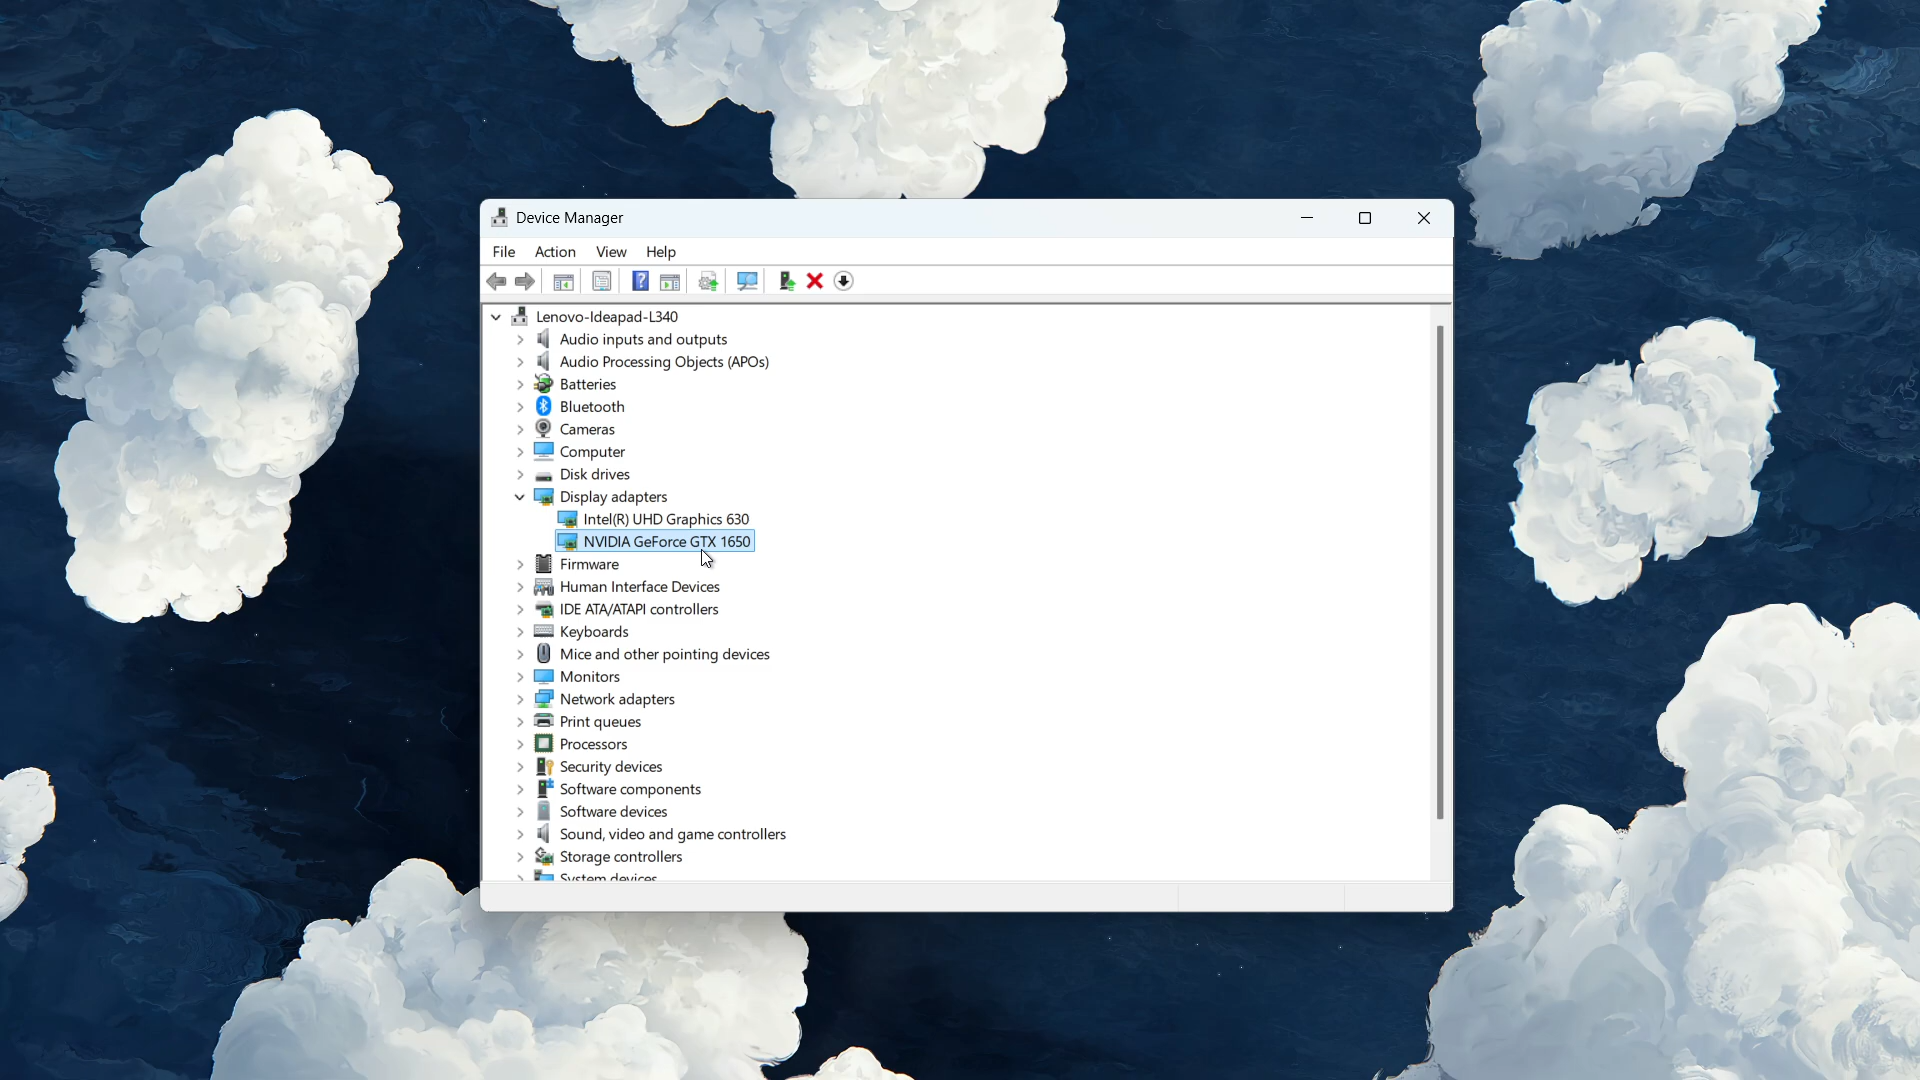 Device Manager
File Action View Help
Lenovo-Ideapad-L340
Audio inputs and outputs
Audio Processing Objects (APOs)
Batteries
Bluetooth
Cameras
Computer
Disk drives
Display adapters
Intel(R) UHD Graphics 630
NVIDIA GeForce GTX 1650
Firmware
Human Interface Devices
IDE ATA/ATAPI controllers
Keyboards
Mice and other pointing devices
Monitors
Network adapters
Print queues
Processors
Security devices
Software components
Software devices
Sound, video and game controllers
Storage controllers
System devices